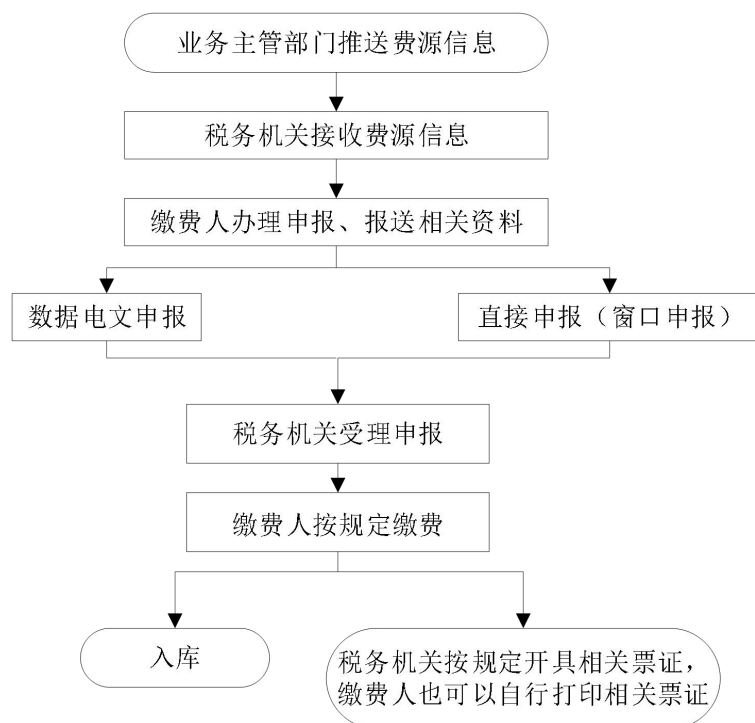 业务主管部门推送费源信息
税务机关接收费源信息
缴费人办理申报、报送相关资料
数据电文申报
直接申报（窗口申报）
税务机关受理申报
缴费人按规定缴费
入库
税务机关按规定开具相关票证，
缴费人也可以自行打印相关票证